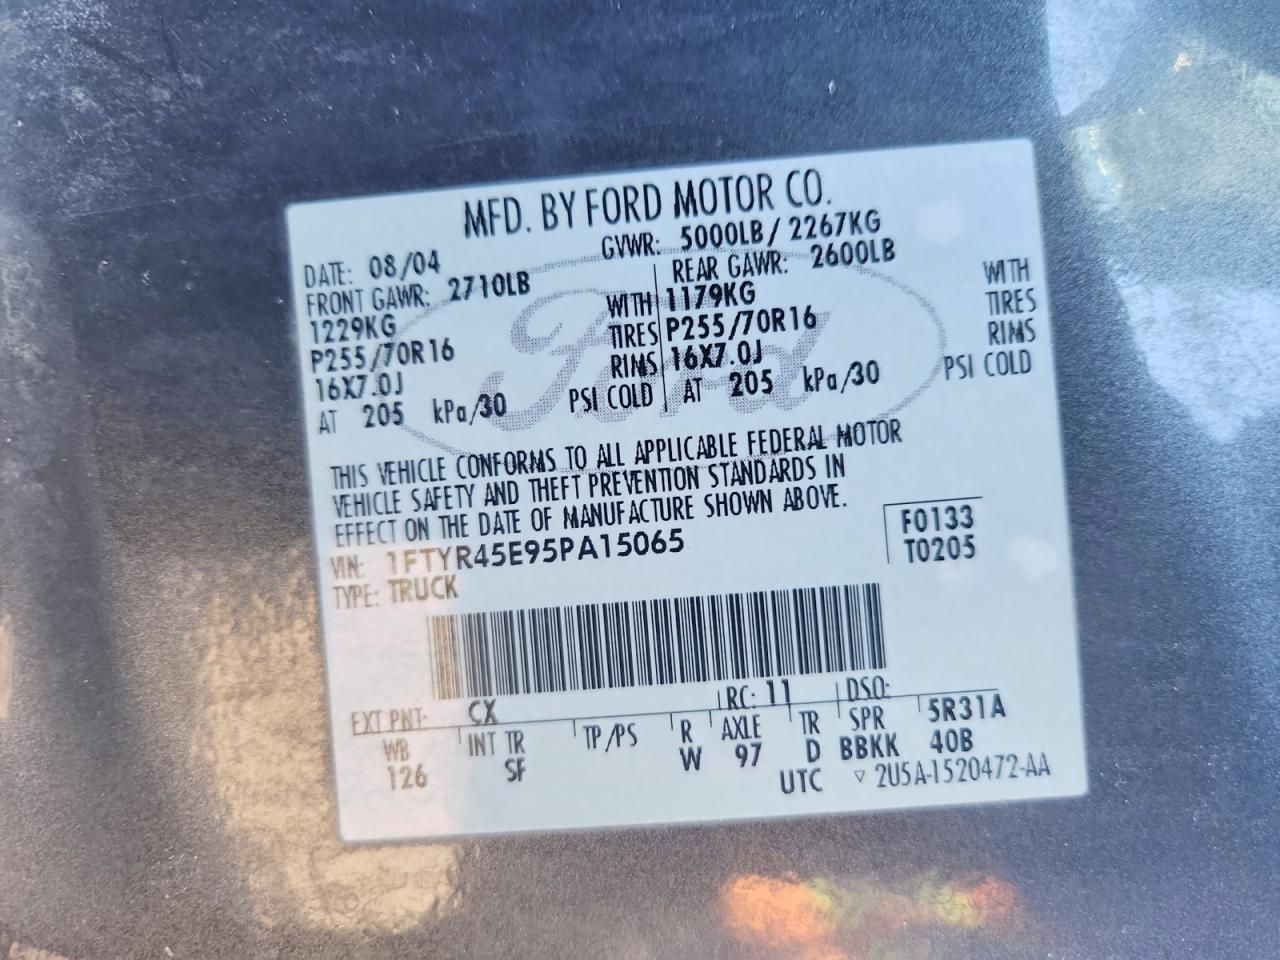 MFD. BY FORD MOTOR CO.
DATE: 08/04 GVWR: 5000LB / 2267KG
FRONT GAWR: 2710LB REAR GAWR: 2600LB
1229KG WITH 1179KG WITH
P255/70R16 TIRES P255/70R16 TIRES
16X7.0J RIMS 16X7.0J RIMS
AT 205 kPa/30 PSI COLD AT 205 kPa/30 PSI COLD
Ford
THIS VEHICLE CONFORMS TO ALL APPLICABLE FEDERAL MOTOR
VEHICLE SAFETY AND THEFT PREVENTION STANDARDS IN
EFFECT ON THE DATE OF MANUFACTURE SHOWN ABOVE.
VIN: 1FTYR45E95PA15065 F0133
TYPE: TRUCK T0205
EXT PNT: CX RC: 11 DSO:
WB INT TR TP/PS R AXLE TR SPR 5R31A
126 SF W 97 D BBKK 40B
UTC ▽ 2U5A-1520472-AA